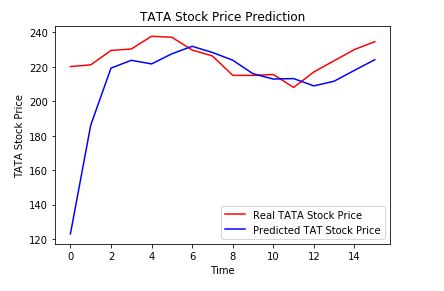 TATA Stock Price Prediction
240
220
200
180
160
140
120
TATA Stock Price
Real TATA Stock Price
Predicted TAT Stock Price
0 2 4 6 8 10 12 14
Time